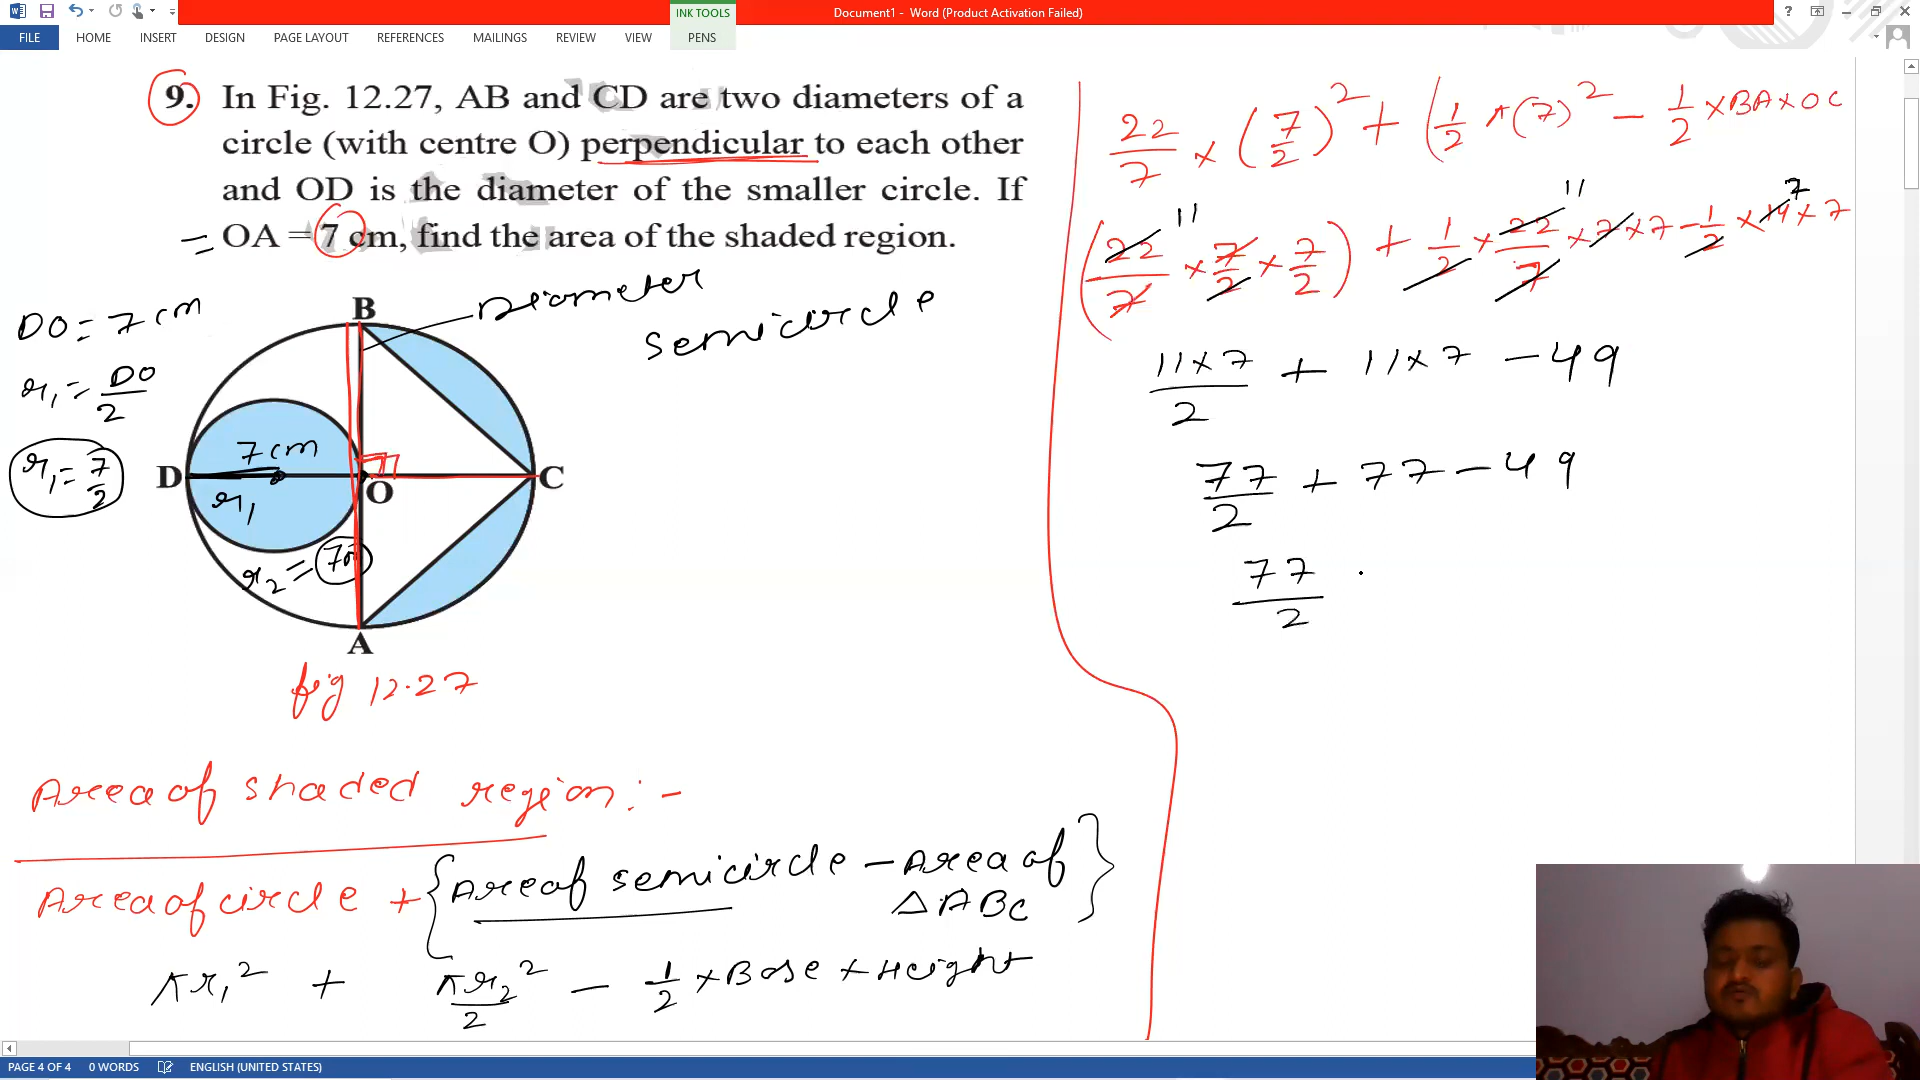 INK TOOLS
Document1 - Word (Product Activation Failed)
FILE HOME INSERT DESIGN PAGE LAYOUT REFERENCES MAILINGS REVIEW VIEW PENS
9. In Fig. 12.27, AB and CD are two diameters of a
circle (with centre O) perpendicular to each other
and OD is the diameter of the smaller circle. If
OA = 7 cm, find the area of the shaded region.
DO = 7 cm
r₁ = DO/2
r₁ = 7/2
B
Diameter
semicircle
7 cm
D
O
C
r₁
r₂ = 7
A
fig 12.27
Area of shaded region :-
Area of circle + {Area of semicircle - Area of
△ABC}
πr₁² + πr₂²/2 - 1/2 × Base × Height
22/7 × (7/2)² + (1/2 π(7)² - 1/2 × BA × OC
11 11 7
(22/7 × 7/2 × 7/2) + 1/2 × 22/7 × 7 × 7 - 1/2 × 14 × 7
11×7/2 + 11×7 - 49
77/2 + 77 - 49
77/2
PAGE 4 OF 4 0 WORDS ENGLISH (UNITED STATES)